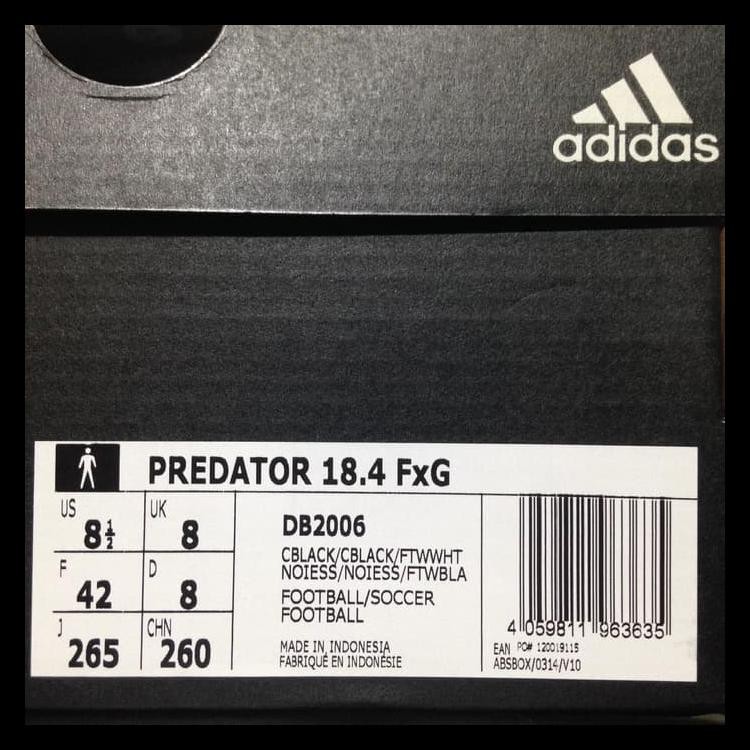 adidas
PREDATOR 18.4 FxG
US 8½ UK 8
F 42 D 8
J 265 CHN 260
DB2006
CBLACK/CBLACK/FTWWHT
NOIESS/NOIESS/FTWBLA
FOOTBALL/SOCCER
FOOTBALL
MADE IN INDONESIA
FABRIQUÉ EN INDONÉSIE
4 059811 963635
EAN PO# 120019115
ABSBOX/0314/V10